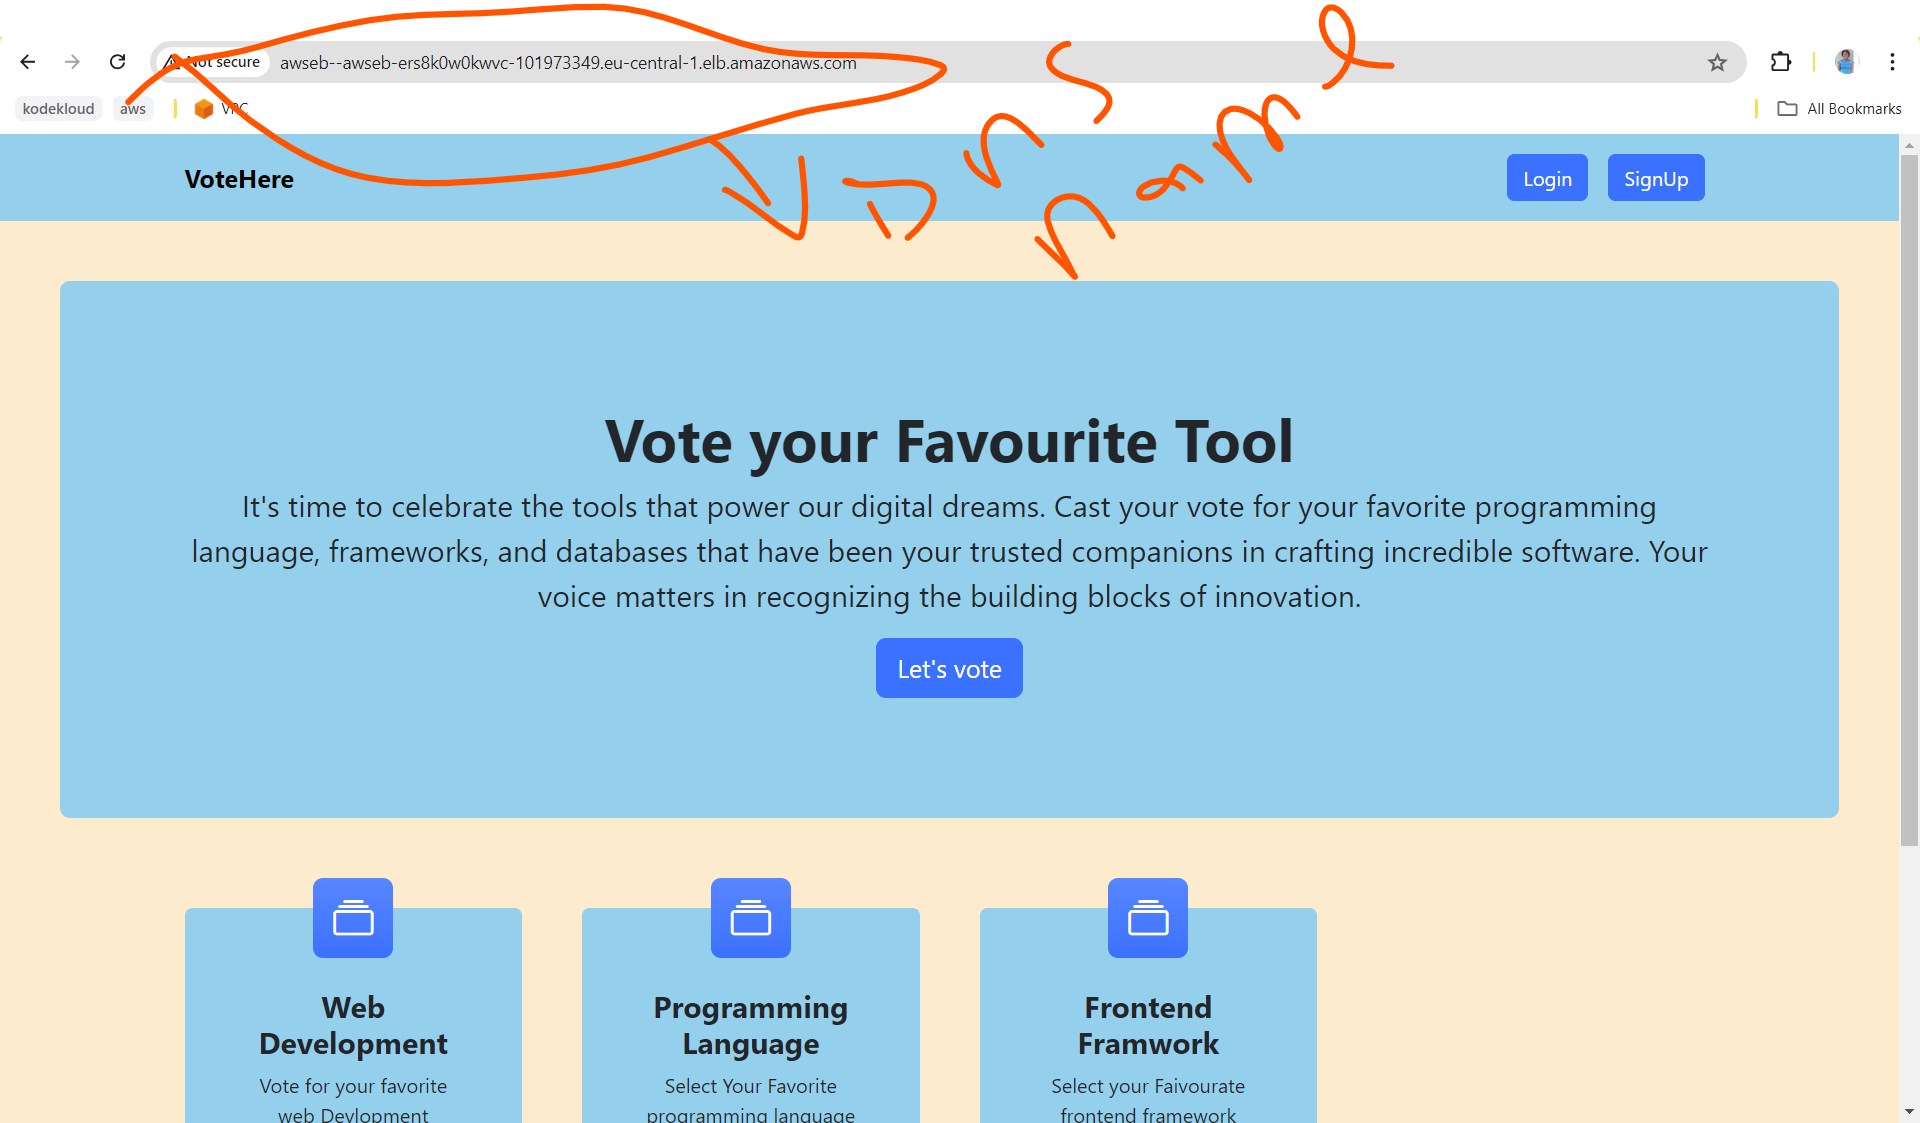 Not secure awseb--awseb-ers8k0w0kwvc-101973349.eu-central-1.elb.amazonaws.com
kodekloud aws VPC All Bookmarks
DNS name
VoteHere Login SignUp
Vote your Favourite Tool
It's time to celebrate the tools that power our digital dreams. Cast your vote for your favorite programming
language, frameworks, and databases that have been your trusted companions in crafting incredible software. Your
voice matters in recognizing the building blocks of innovation.
Let's vote
Web
Development
Vote for your favorite
web Devlopment
Programming
Language
Select Your Favorite
programming language
Frontend
Framwork
Select your Faivourate
frontend framework